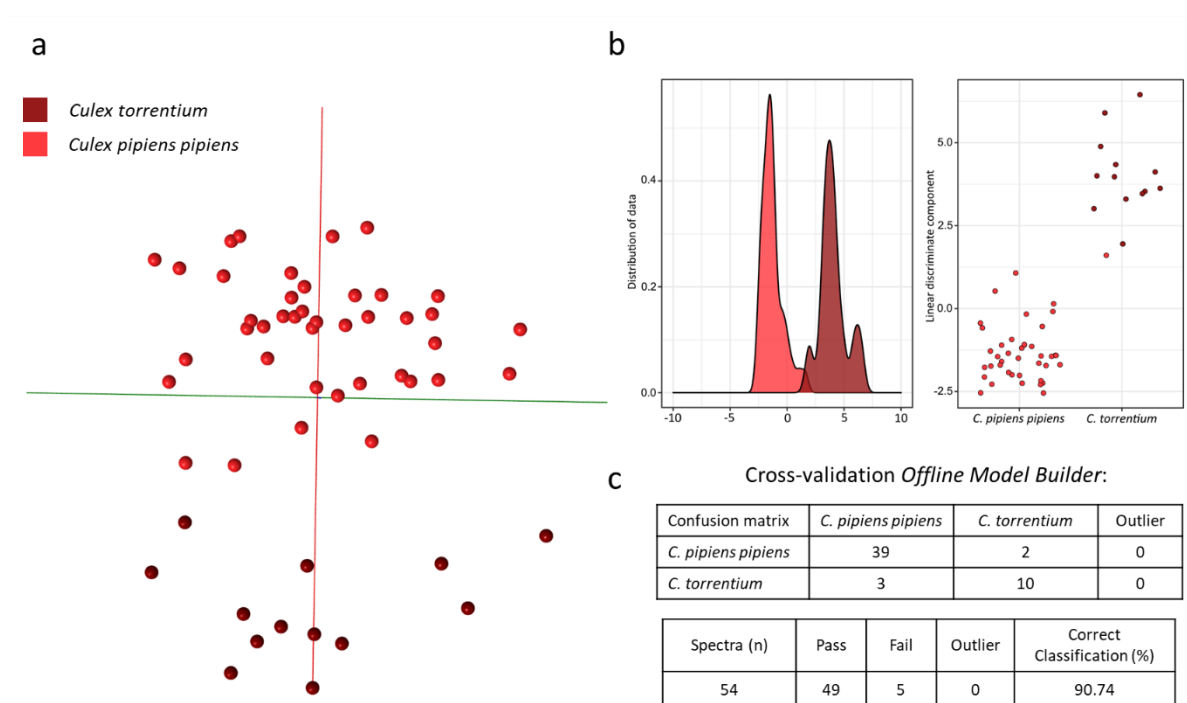 a
Culex torrentium
Culex pipiens pipiens
b
Distribution of data
0.4
0.2
0.0
-10 -5 0 5 10
Linear discriminate component
5.0
2.5
0.0
-2.5
C. pipiens pipiens C. torrentium
c
Cross-validation Offline Model Builder:
Confusion matrix C. pipiens pipiens C. torrentium Outlier
C. pipiens pipiens 39 2 0
C. torrentium 3 10 0
Spectra (n) Pass Fail Outlier Correct
Classification (%)
54 49 5 0 90.74